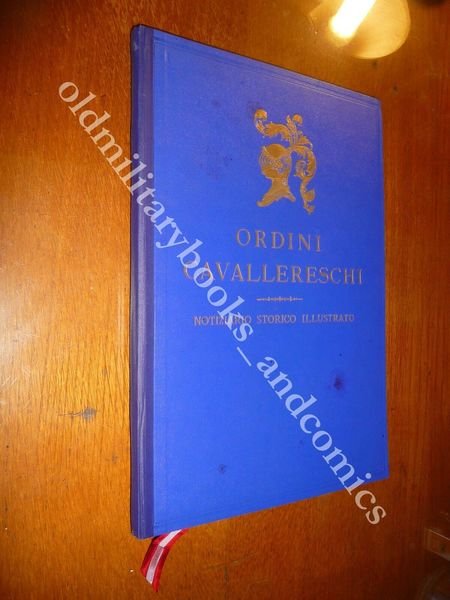 ORDINI
CAVALLERESCHI
NOTIZIARIO STORICO ILLUSTRATO
oldmilitarybooks_andcomics